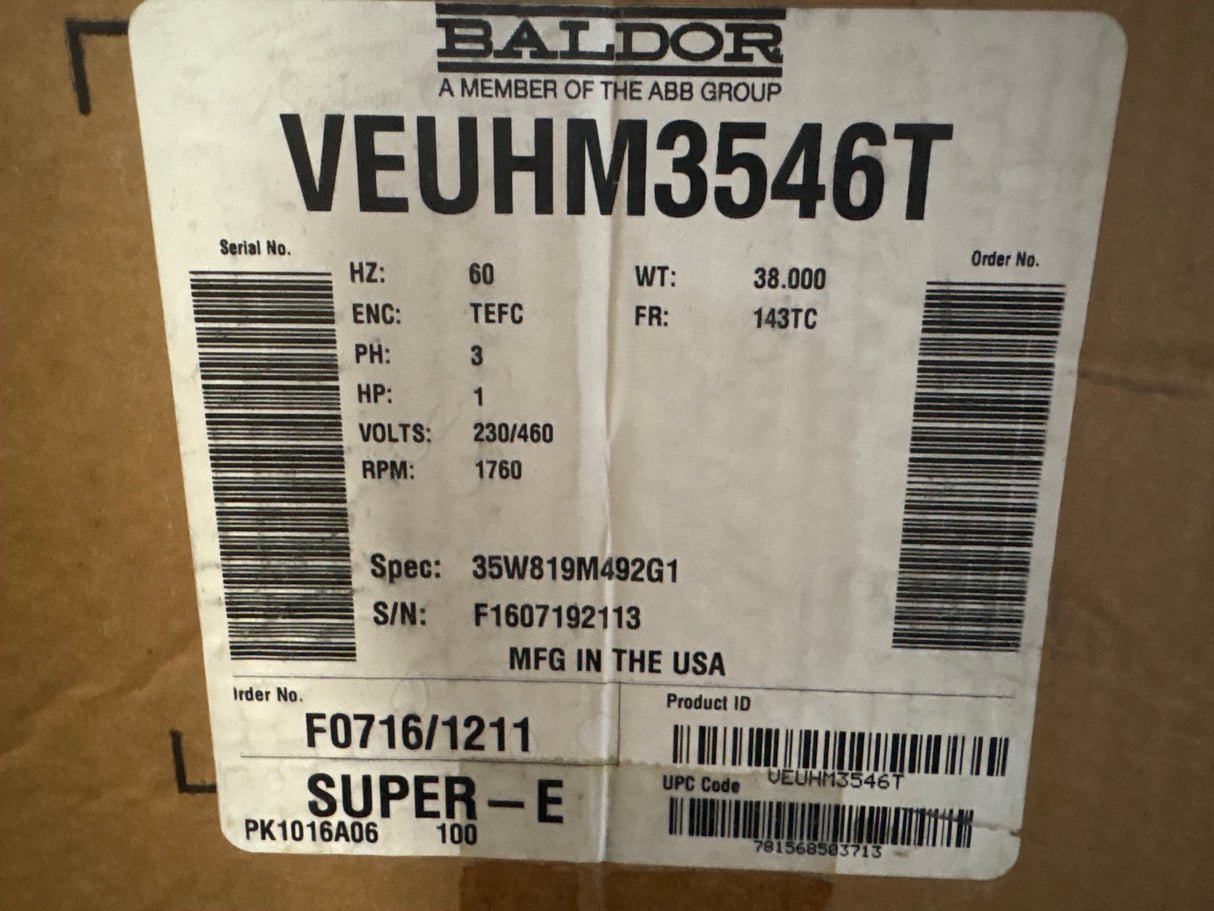 BALDOR
A MEMBER OF THE ABB GROUP
VEUHM3546T
Serial No.
Order No.
HZ: 60 WT: 38.000
ENC: TEFC FR: 143TC
PH: 3
HP: 1
VOLTS: 230/460
RPM: 1760
Spec: 35W819M492G1
S/N: F1607192113
MFG IN THE USA
rder No.
F0716/1211
SUPER – E
PK1016A06 100
Product ID
VEUHM3546T
UPC Code
781568503713